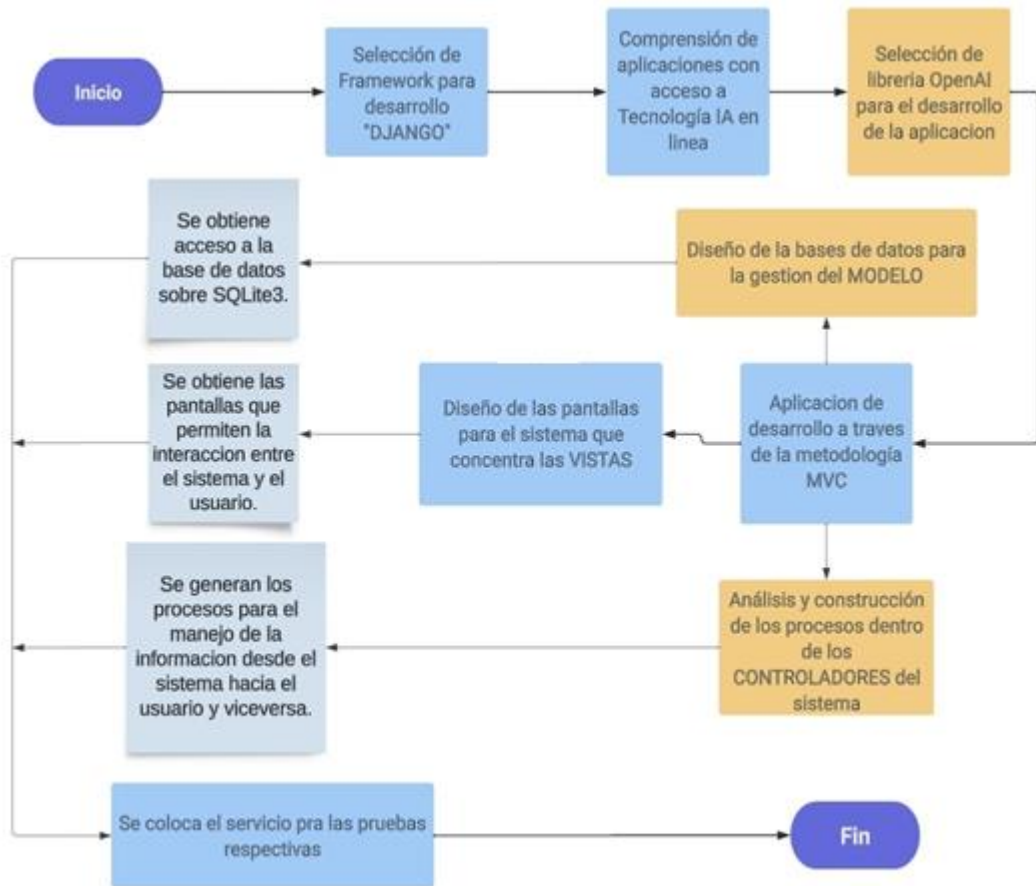 Inicio
Selección de
Framework para
desarrollo
"DJANGO"
Comprensión de
aplicaciones con
acceso a
Tecnología IA en
linea
Selección de
libreria OpenAI
para el desarrollo
de la aplicacion
Se obtiene
acceso a la
base de datos
sobre SQLite3.
Diseño de la bases de datos para
la gestion del MODELO
Se obtiene las
pantallas que
permiten la
interaccion entre
el sistema y el
usuario.
Diseño de las pantallas
para el sistema que
concentra las VISTAS
Aplicacion de
desarrollo a traves
de la metodología
MVC
Se generan los
procesos para el
manejo de la
informacion desde el
sistema hacia el
usuario y viceversa.
Análisis y construcción
de los procesos dentro
de los
CONTROLADORES del
sistema
Se coloca el servicio pra las pruebas
respectivas
Fin